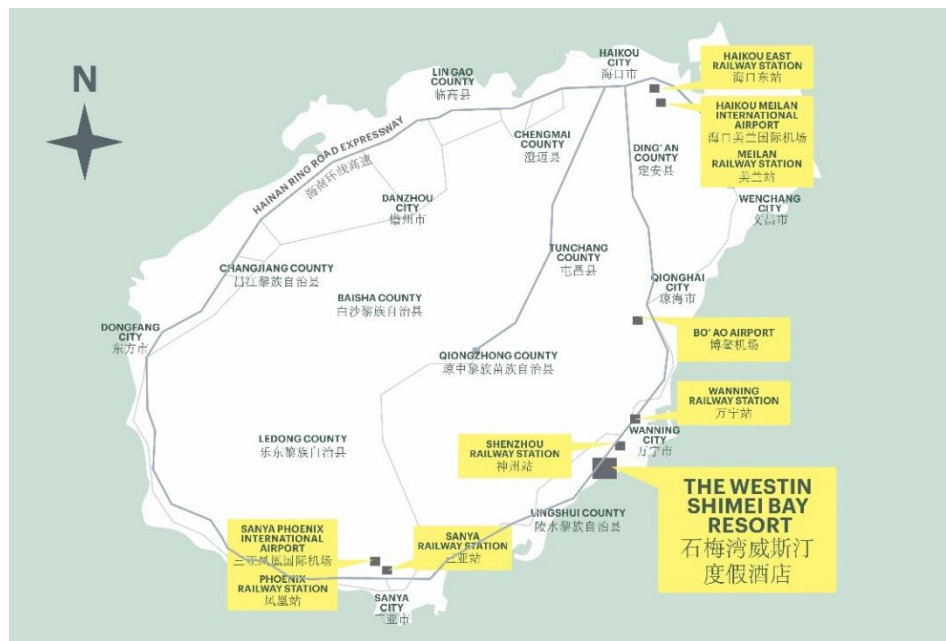 N
HAIKOU
CITY
海口市
HAIKOU EAST
RAILWAY STATION
海口东站
HAIKOU MEILAN
INTERNATIONAL
AIRPORT
海口美兰国际机场
MEILAN
RAILWAY STATION
美兰站
LIN GAO
COUNTY
临高县
CHENGMAI
COUNTY
澄迈县
DING' AN
COUNTY
定安县
HAINAN RING ROAD EXPRESSWAY
海南环线高速
DANZHOU
CITY
儋州市
WENCHANG
CITY
文昌市
TUNCHANG
COUNTY
屯昌县
CHANGJIANG COUNTY
昌江黎族自治县
QIONGHAI
CITY
琼海市
BAISHA COUNTY
白沙黎族自治县
DONGFANG
CITY
东方市
BO' AO AIRPORT
博鳌机场
QIONGZHONG COUNTY
琼中黎族苗族自治县
WANNING
RAILWAY STATION
万宁站
WANNING
CITY
万宁市
LEDONG COUNTY
乐东黎族自治县
SHENZHOU
RAILWAY STATION
神州站
THE WESTIN
SHIMEI BAY
RESORT
石梅湾威斯汀
度假酒店
LINGSHUI COUNTY
陵水黎族自治县
SANYA PHOENIX
INTERNATIONAL
AIRPORT
三亚凤凰国际机场
PHOENIX
RAILWAY STATION
凤凰站
SANYA
RAILWAY STATION
三亚站
SANYA
CITY
三亚市